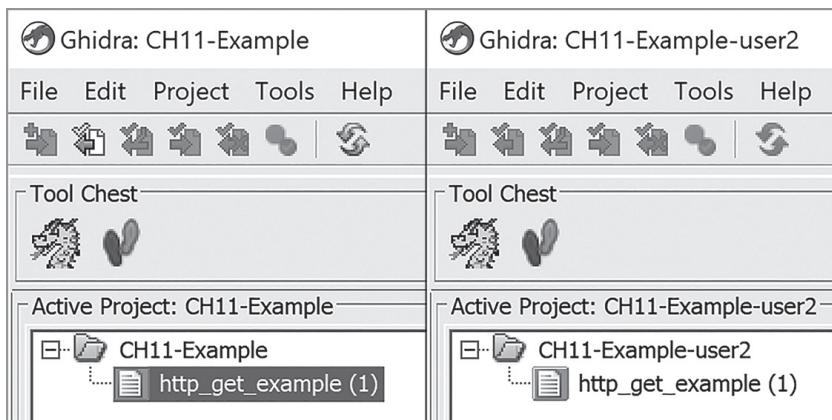 Ghidra: CH11-Example
File Edit Project Tools Help
Tool Chest
Active Project: CH11-Example
CH11-Example
http_get_example (1)
Ghidra: CH11-Example-user2
File Edit Project Tools Help
Tool Chest
Active Project: CH11-Example-user2
CH11-Example-user2
http_get_example (1)